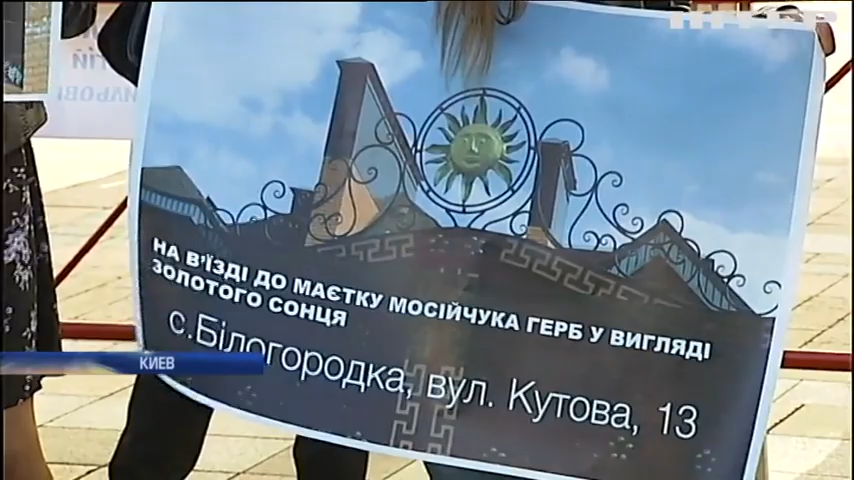 НА В'ЇЗДІ ДО МАЄТКУ МОСІЙЧУКА ГЕРБ У ВИГЛЯДІ
ЗОЛОТОГО СОНЦЯ
с.Білогородка, вул. Кутова, 13
КИЕВ